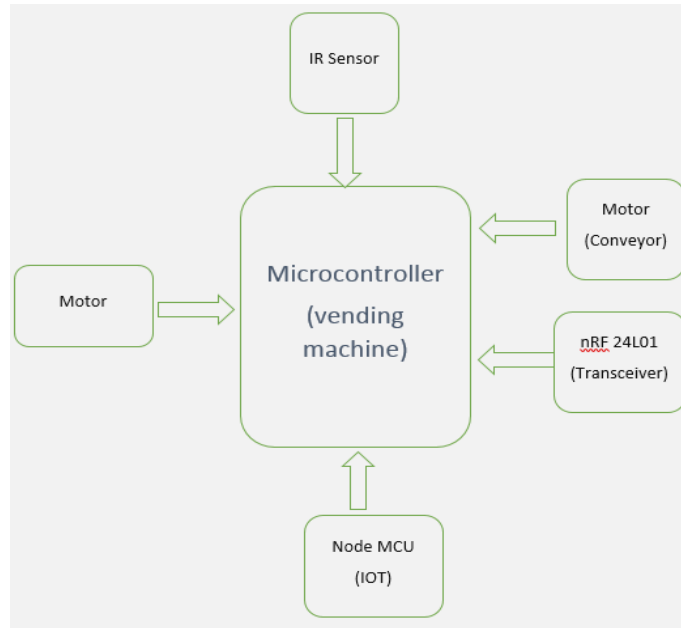 IR Sensor
Motor
(Conveyor)
Microcontroller
(vending
machine)
Motor
nRF 24L01
(Transceiver)
Node MCU
(IOT)